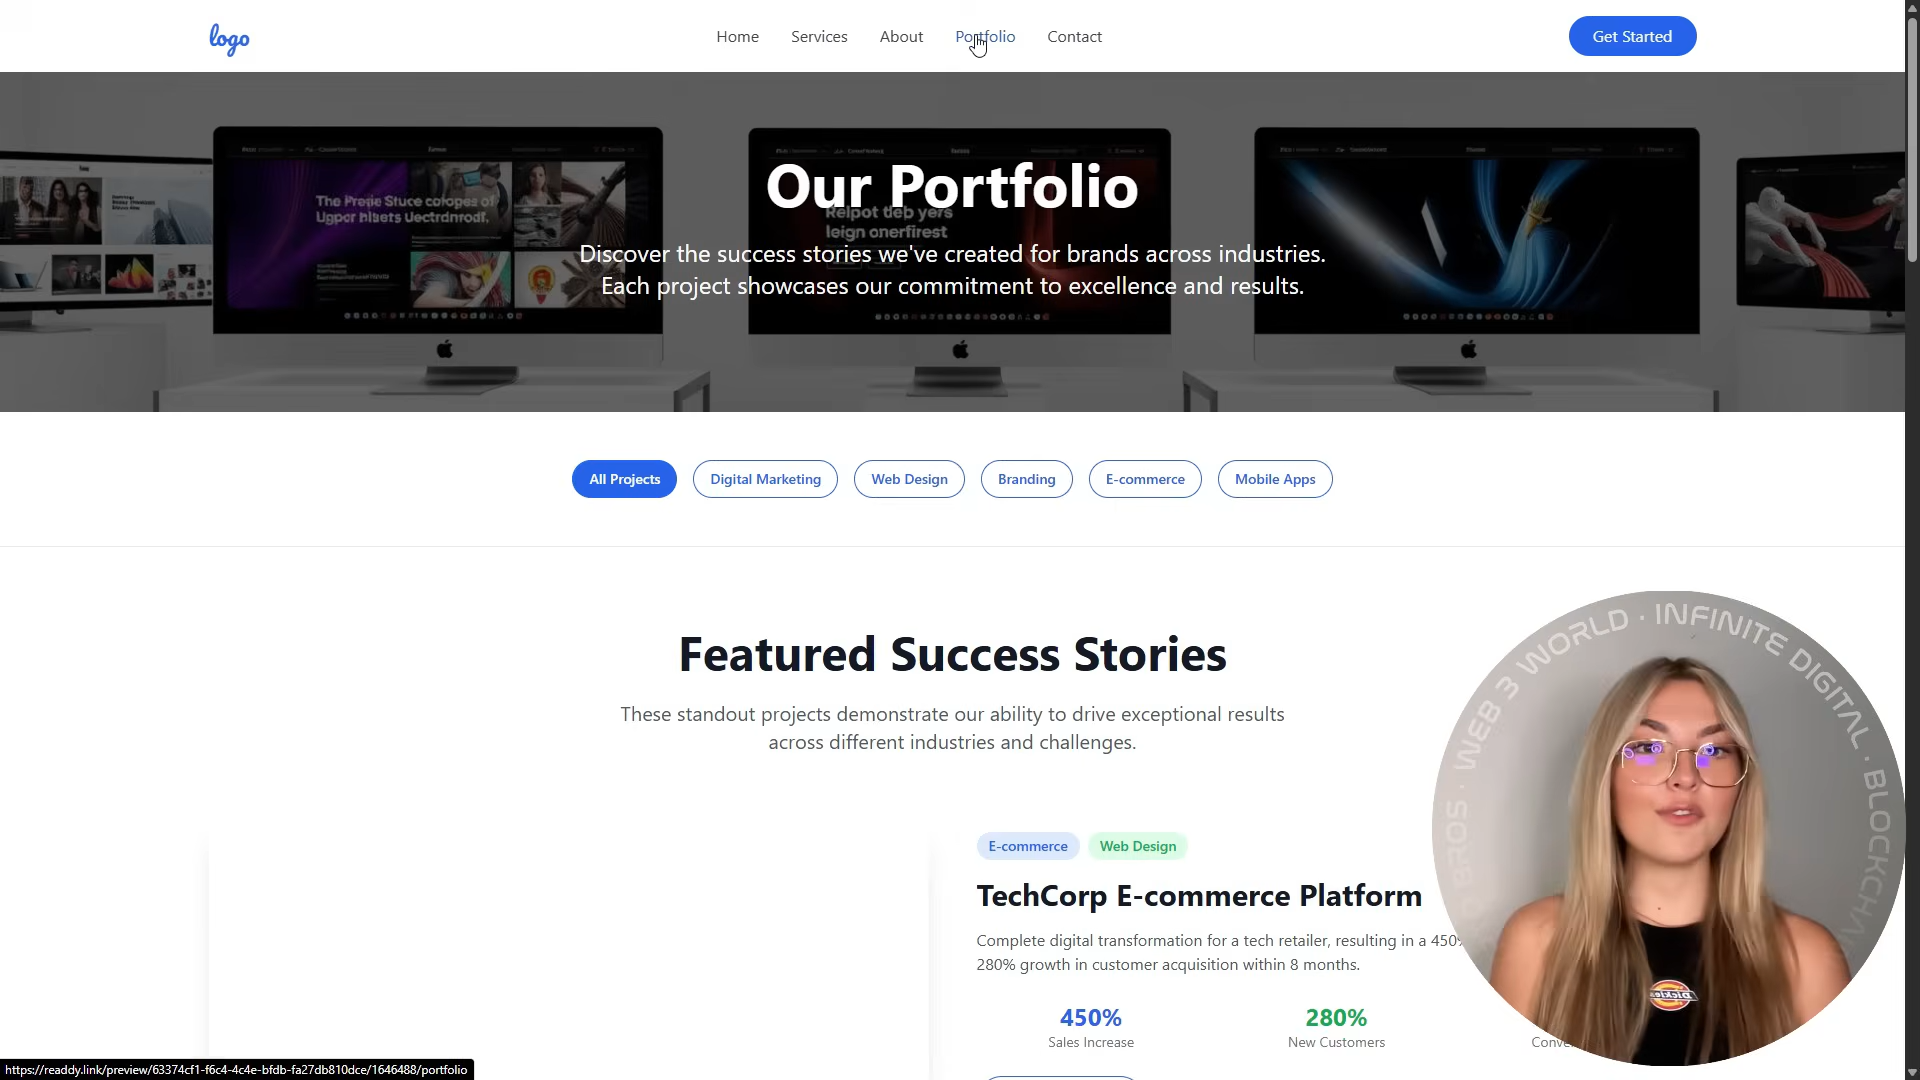 logo
Home
Services
About
Portfolio
Contact
Get Started
Our Portfolio
Discover the success stories we've created for brands across industries.
Each project showcases our commitment to excellence and results.
All Projects
Digital Marketing
Web Design
Branding
E-commerce
Mobile Apps
Featured Success Stories
These standout projects demonstrate our ability to drive exceptional results
across different industries and challenges.
WEB 3 WORLD · INFINITE DIGITAL · BLOCKCHAI
BROS ·
E-commerce
Web Design
TechCorp E-commerce Platform
Complete digital transformation for a tech retailer, resulting in a 450%
280% growth in customer acquisition within 8 months.
450%
Sales Increase
280%
New Customers
Conve
Dickies
https://readdy.link/preview/63374cf1-f6c4-4c4e-bfdb-fa27db810dce/1646488/portfolio